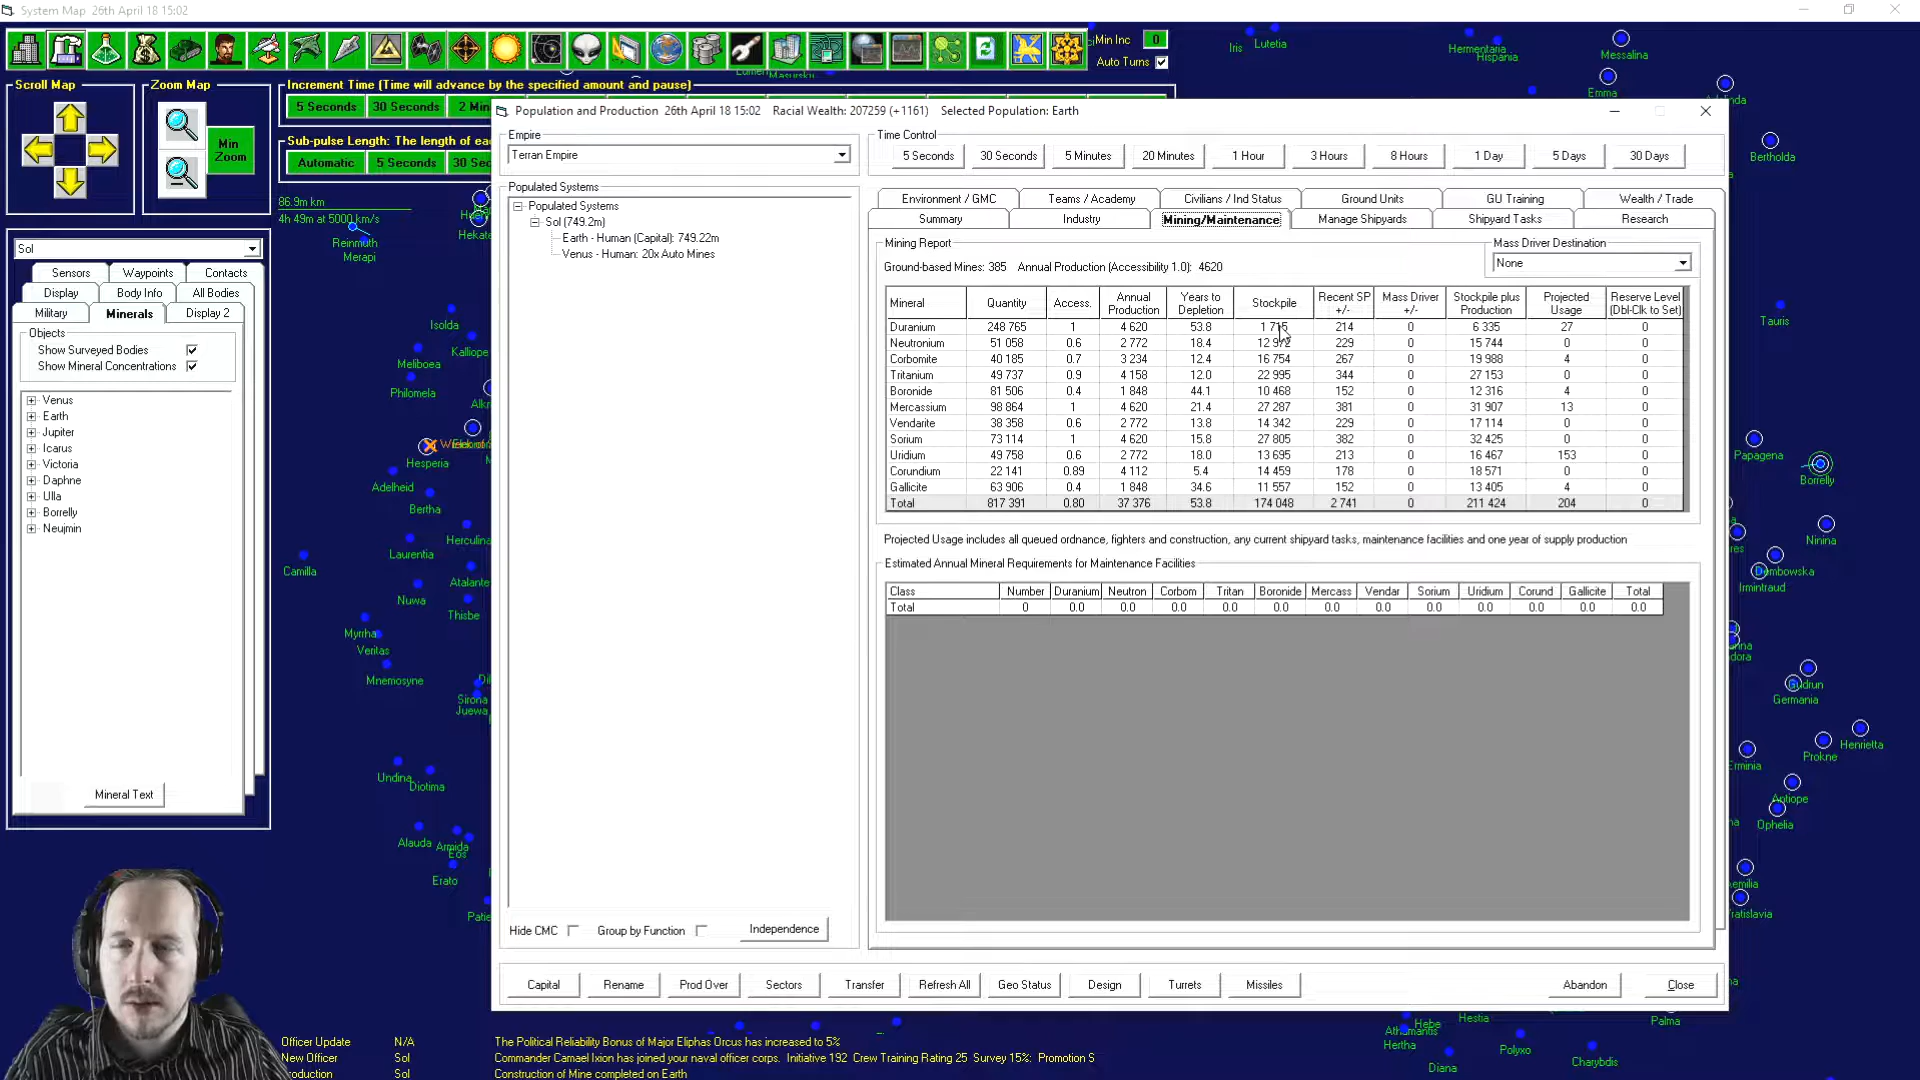 System Map  26th April 18 15:02
Min Inc 0
Auto Turns
Scroll Map
Zoom Map
Min Zoom
Increment Time (Time will advance by the specified amount and pause)
5 Seconds 30 Seconds
Automatic 5 Seconds
86.9m km
4h 49m at 5000 km/s
Sol
Sensors Waypoints Contacts
Display Body Info All Bodies
Military Minerals Display 2
Objects
Show Surveyed Bodies
Show Mineral Concentrations
Venus
Earth
Jupiter
Icarus
Victoria
Daphne
Ulla
Borrelly
Neujmin
Mineral Text
Population and Production  26th April 18 15:02  Racial Wealth: 207259 (+1161)  Selected Population: Earth
Empire
Terran Empire
Populated Systems
Populated Systems
Sol (749.2m)
Earth - Human (Capital): 749.22m
Venus - Human: 20x Auto Mines
Hide CMC
Group by Function
Independence
Time Control
5 Seconds 30 Seconds 5 Minutes 20 Minutes 1 Hour 3 Hours 8 Hours 1 Day 5 Days 30 Days
Environment / GMC Teams / Academy Civilians / Ind Status Ground Units GU Training Wealth / Trade
Summary Industry Mining/Maintenance Manage Shipyards Shipyard Tasks Research
Mining Report
Mass Driver Destination
None
Ground-based Mines: 385  Annual Production (Accessibility 1.0): 4620
Mineral Quantity Access. Annual Production Years to Depletion Stockpile Recent SP +/- Mass Driver +/- Stockpile plus Production Projected Usage Reserve Level (Dbl-Clk to Set)
Duranium 248 765 1 4 620 53.8 1 715 214 0 6 335 27 0
Neutronium 51 058 0.6 2 772 18.4 12 972 229 0 15 744 0 0
Corbomite 40 185 0.7 3 234 12.4 16 754 267 0 19 988 4 0
Tritanium 49 737 0.9 4 158 12.0 22 995 344 0 27 153 0 0
Boronide 81 506 0.4 1 848 44.1 10 468 152 0 12 316 4 0
Mercassium 98 864 1 4 620 21.4 27 287 381 0 31 907 13 0
Vendarite 38 358 0.6 2 772 13.8 14 342 229 0 17 114 0 0
Sorium 73 114 1 4 620 15.8 27 805 382 0 32 425 0 0
Uridium 49 758 0.6 2 772 18.0 13 695 213 0 16 467 153 0
Corundium 22 141 0.89 4 112 5.4 14 459 178 0 18 571 0 0
Gallicite 63 906 0.4 1 848 34.6 11 557 152 0 13 405 4 0
Total 817 391 0.80 37 376 53.8 174 048 2 741 0 211 424 204 0
Projected Usage includes all queued ordnance, fighters and construction, any current shipyard tasks, maintenance facilities and one year of supply production
Estimated Annual Mineral Requirements for Maintenance Facilities
Class Number Duranium Neutron Corbom Tritan Boronide Mercass Vendar Sorium Uridium Corund Gallicite Total
Total 0 0.0 0.0 0.0 0.0 0.0 0.0 0.0 0.0 0.0 0.0 0.0 0.0
Capital Rename Prod Over Sectors Transfer Refresh All Geo Status Design Turrets Missiles Abandon Close
Iris
Lutetia
Hermentaria
Hispania
Messalina
Emma
Bertholda
Tauris
Papagena
Borrelly
Ninina
Dembowska
Irmintraud
Gudrun
Germania
Henrietta
Prokne
Antiope
Ophelia
Palma
Hestia
Hebe
Athamantis
Hertha
Polyxo
Diana
Charybdis
Reinmuth
Merapi
Isolda
Kalliope
Meliboea
Philomela
Hesperia
Adelheid
Bertha
Herculina
Laurentia
Camilla
Atalante
Nuwa
Thisbe
Myrrha
Veritas
Mnemosyne
Sirona
Juewa
Undina
Diotima
Alauda
Armida
Eos
Erato
Officer Update N/A The Political Reliability Bonus of Major Eliphas Orcus has increased to 5%
New Officer Sol Commander Camael Ixion has joined your naval officer corps.  Initiative 192  Crew Training Rating 25  Survey 15%:  Promotion S
roduction Sol Construction of Mine completed on Earth